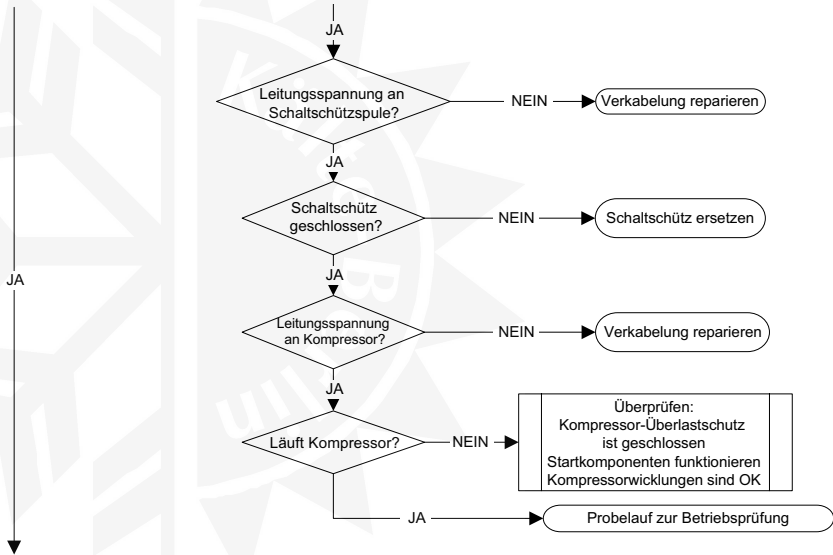 JA
Leitungsspannung an
Schaltschützspule?
NEIN
Verkabelung reparieren
JA
Schaltschütz
geschlossen?
NEIN
Schaltschütz ersetzen
JA
JA
Leitungsspannung
an Kompressor?
NEIN
Verkabelung reparieren
JA
Läuft Kompressor?
NEIN
Überprüfen:
Kompressor-Überlastschutz
ist geschlossen
Startkomponenten funktionieren
Kompressorwicklungen sind OK
JA
Probelauf zur Betriebsprüfung